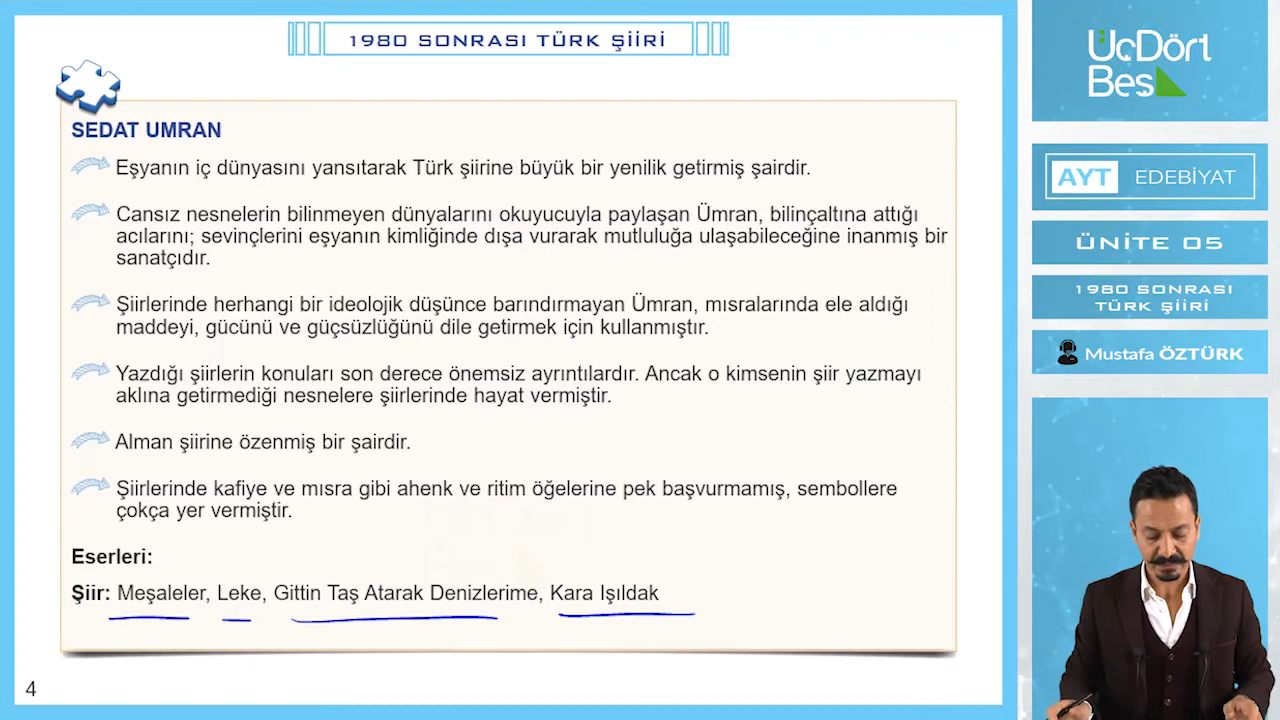 1980 SONRASI TÜRK ŞİİRİ
SEDAT UMRAN
Eşyanın iç dünyasını yansıtarak Türk şiirine büyük bir yenilik getirmiş şairdir.
Cansız nesnelerin bilinmeyen dünyalarını okuyucuyla paylaşan Ümran, bilinçaltına attığı
acılarını; sevinçlerini eşyanın kimliğinde dışa vurarak mutluluğa ulaşabileceğine inanmış bir
sanatçıdır.
Şiirlerinde herhangi bir ideolojik düşünce barındırmayan Ümran, mısralarında ele aldığı
maddeyi, gücünü ve güçsüzlüğünü dile getirmek için kullanmıştır.
Yazdığı şiirlerin konuları son derece önemsiz ayrıntılardır. Ancak o kimsenin şiir yazmayı
aklına getirmediği nesnelere şiirlerinde hayat vermiştir.
Alman şiirine özenmiş bir şairdir.
Şiirlerinde kafiye ve mısra gibi ahenk ve ritim öğelerine pek başvurmamış, sembollere
çokça yer vermiştir.
Eserleri:
Şiir: Meşaleler, Leke, Gittin Taş Atarak Denizlerime, Kara Işıldak
4
ÜçDört
Beş
AYT EDEBİYAT
ÜNİTE 05
1980 SONRASI
TÜRK ŞİİRİ
Mustafa ÖZTÜRK